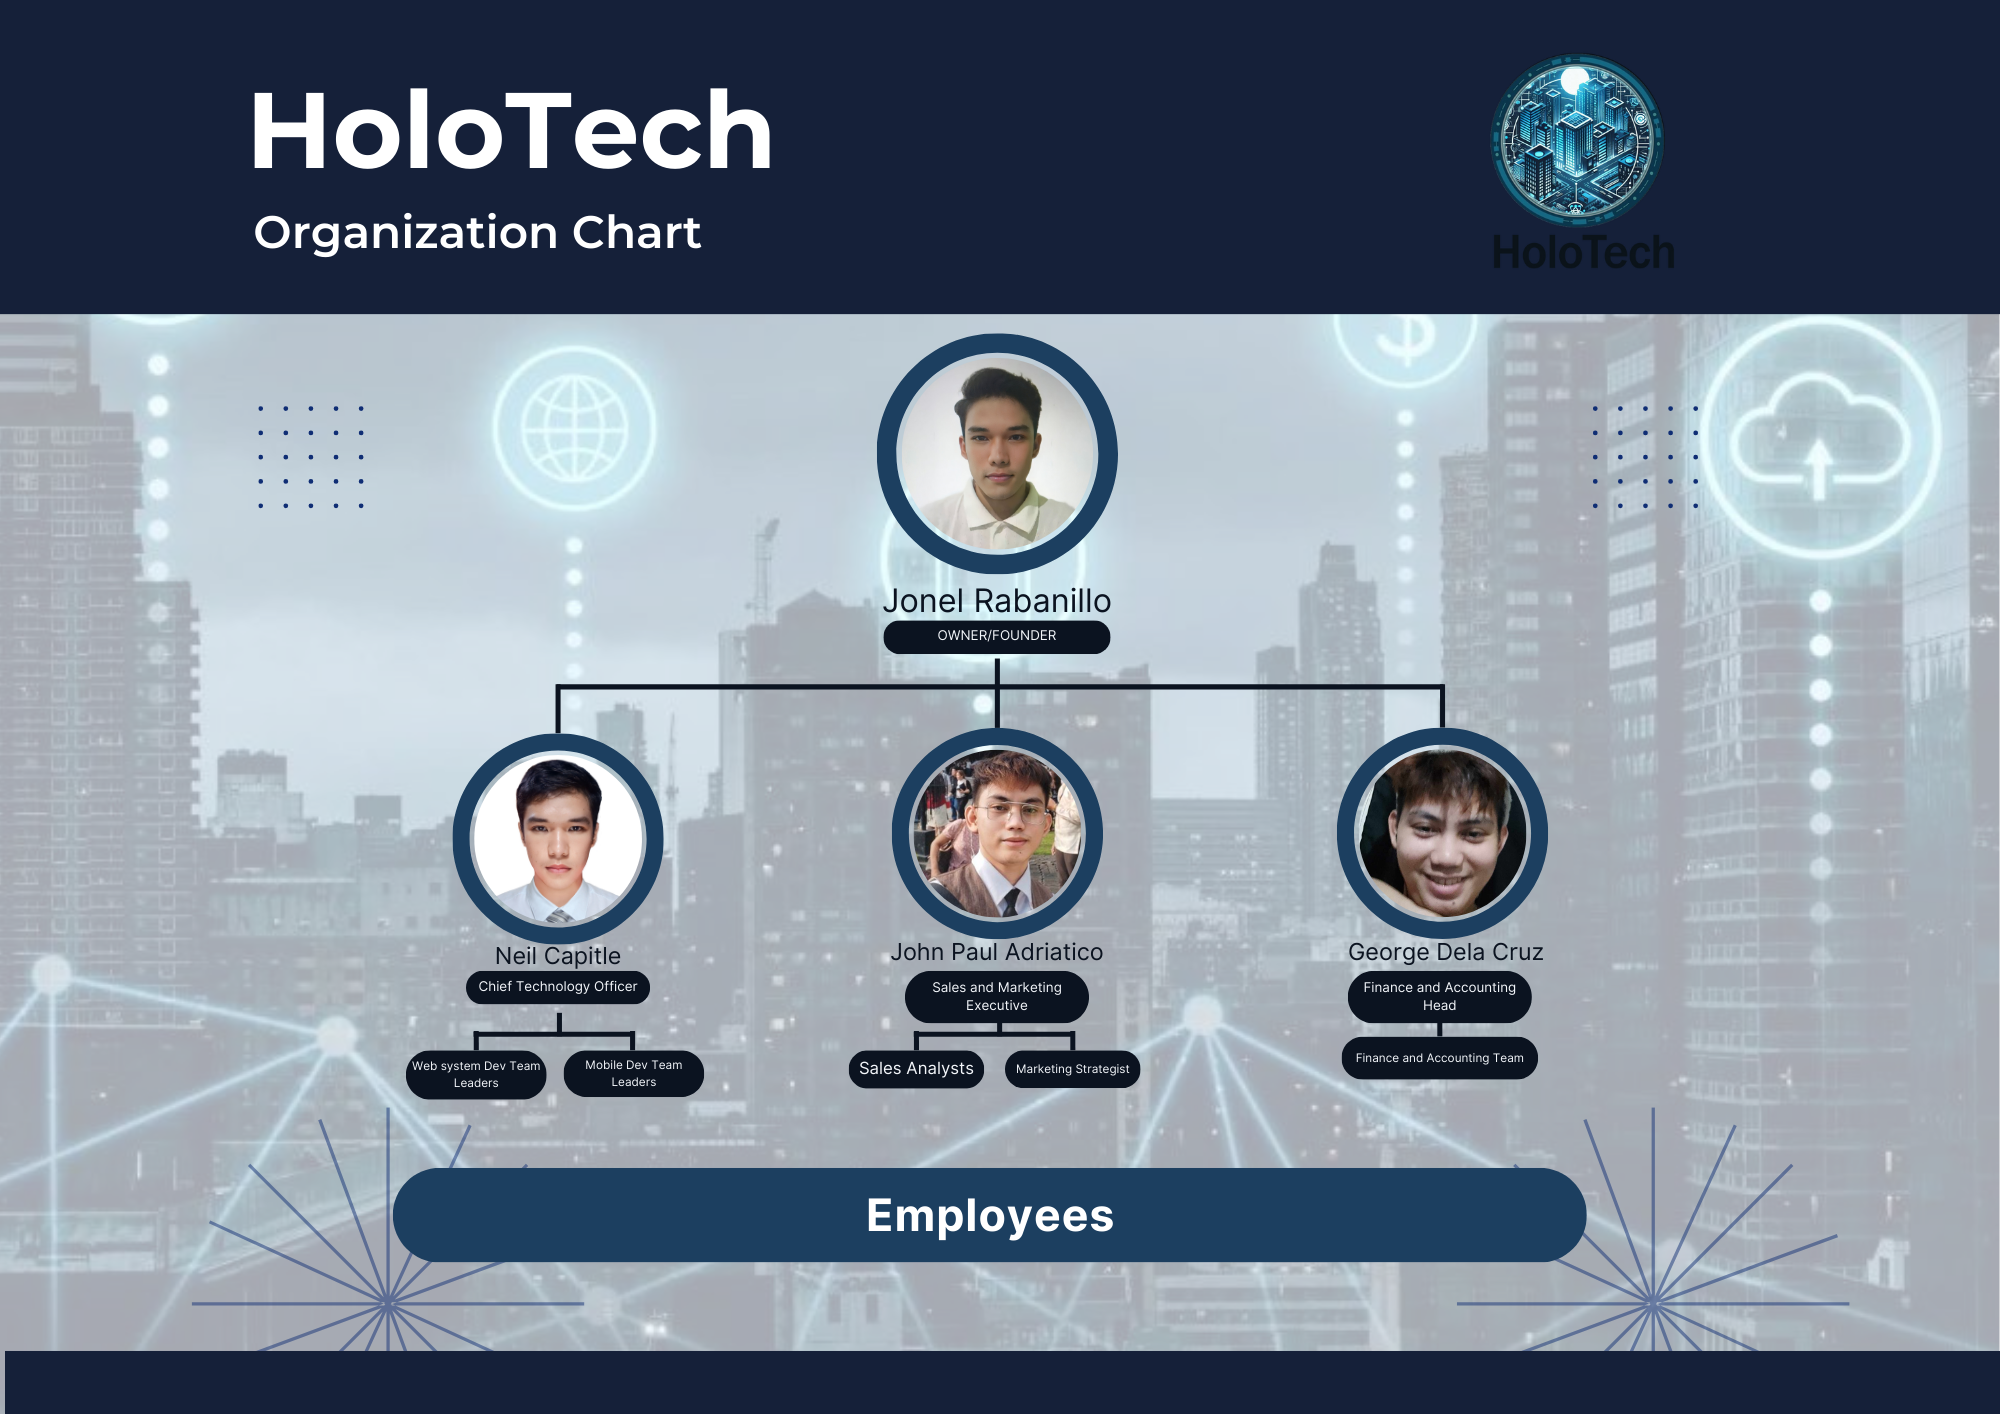 HoloTech
Organization Chart
HoloTech
Jonel Rabanillo
OWNER/FOUNDER
Neil Capitle
Chief Technology Officer
John Paul Adriatico
Sales and Marketing
Executive
George Dela Cruz
Finance and Accounting
Head
Web system Dev Team
Leaders
Mobile Dev Team
Leaders
Sales Analysts
Marketing Strategist
Finance and Accounting Team
Employees